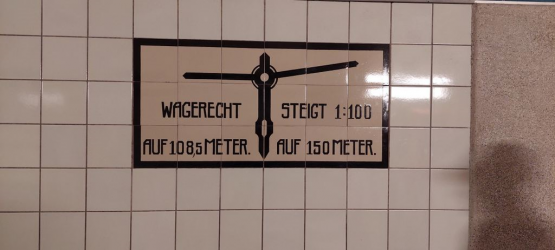 WAGERECHT STEIGT 1:100
AUF 108,5 METER. AUF 150 METER.